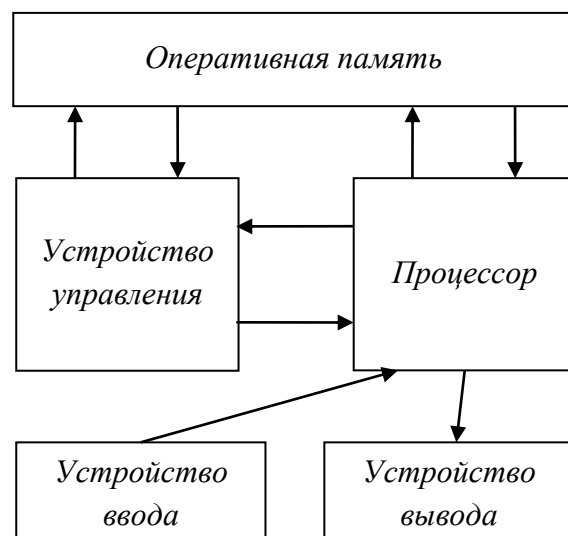 Оперативная память
Устройство
управления
Процессор
Устройство
ввода
Устройство
вывода